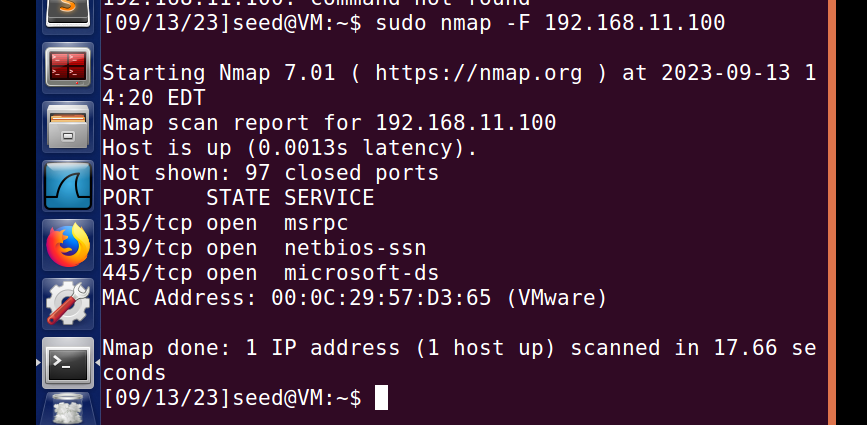 192.168.11.100: command not found
[09/13/23]seed@VM:~$ sudo nmap -F 192.168.11.100
Starting Nmap 7.01 ( https://nmap.org ) at 2023-09-13 1
4:20 EDT
Nmap scan report for 192.168.11.100
Host is up (0.0013s latency).
Not shown: 97 closed ports
PORT    STATE SERVICE
135/tcp open  msrpc
139/tcp open  netbios-ssn
445/tcp open  microsoft-ds
MAC Address: 00:0C:29:57:D3:65 (VMware)
Nmap done: 1 IP address (1 host up) scanned in 17.66 se
conds
[09/13/23]seed@VM:~$